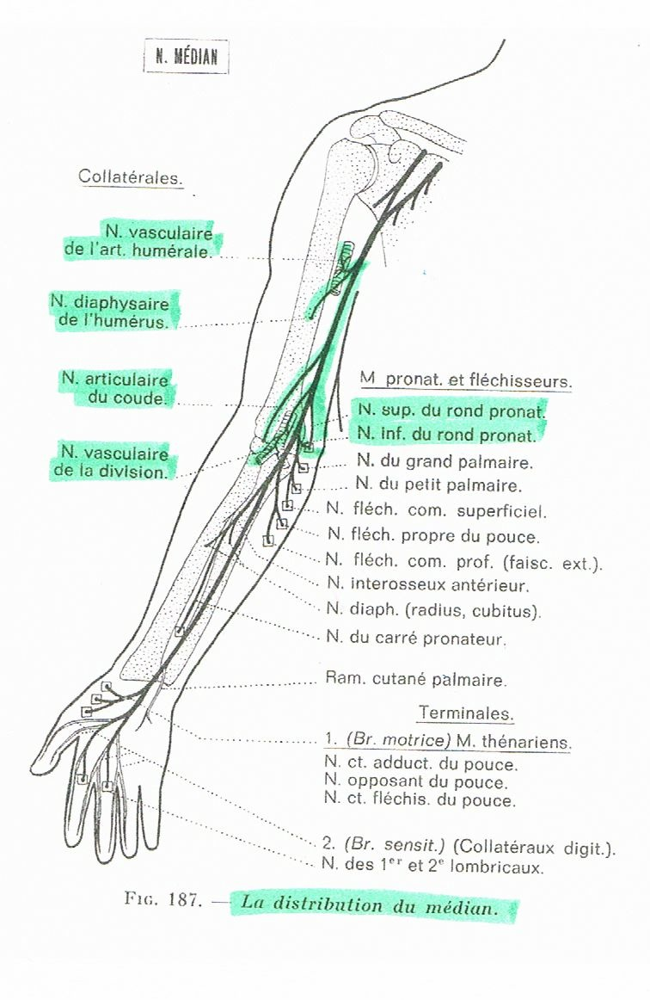 N. MÉDIAN
Collatérales.
N. vasculaire
de l'art. humérale.
N. diaphysaire
de l'humérus.
N. articulaire
du coude.
N. vasculaire
de la division.
M pronat. et fléchisseurs.
N. sup. du rond pronat.
N. inf. du rond pronat.
N. du grand palmaire.
N. du petit palmaire.
N. fléch. com. superficiel.
N. fléch. propre du pouce.
N. fléch. com. prof. (faisc. ext.).
N. interosseux antérieur.
N. diaph. (radius, cubitus).
N. du carré pronateur.
Ram. cutané palmaire.
Terminales.
1. (Br. motrice) M. thénariens.
N. ct. adduct. du pouce.
N. opposant du pouce.
N. ct. fléchis. du pouce.
2. (Br. sensit.) (Collatéraux digit.).
N. des 1er et 2e lombricaux.
FIG. 187. — La distribution du médian.